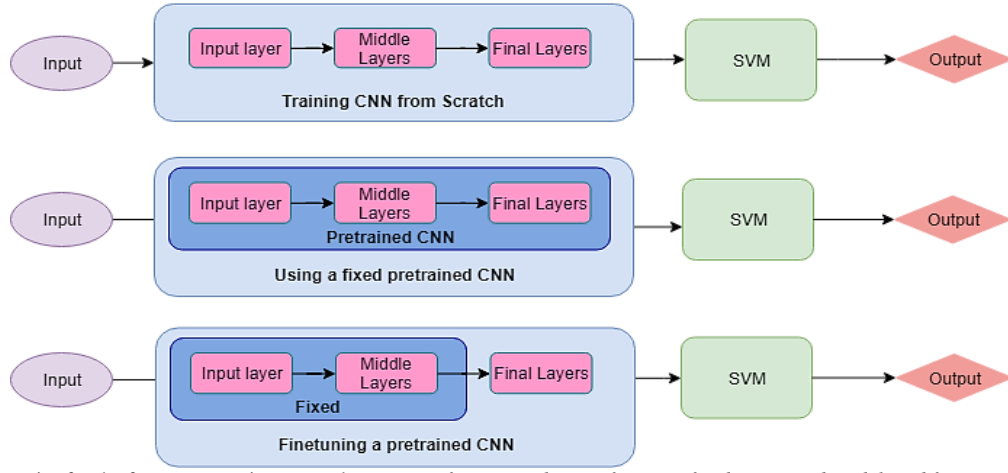 Input
Input layer
Middle
Layers
Final Layers
Training CNN from Scratch
SVM
Output
Input
Input layer
Middle
Layers
Final Layers
Pretrained CNN
Using a fixed pretrained CNN
SVM
Output
Input
Input layer
Middle
Layers
Final Layers
Fixed
Finetuning a pretrained CNN
SVM
Output